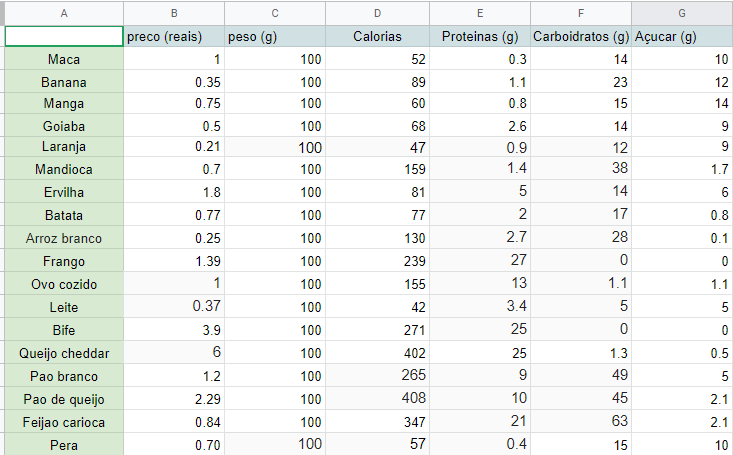 A B C D E F G
preco (reais) peso (g) Calorias Proteinas (g) Carboidratos (g) Açucar (g)
Maca 1 100 52 0.3 14 10
Banana 0.35 100 89 1.1 23 12
Manga 0.75 100 60 0.8 15 14
Goiaba 0.5 100 68 2.6 14 9
Laranja 0.21 100 47 0.9 12 9
Mandioca 0.7 100 159 1.4 38 1.7
Ervilha 1.8 100 81 5 14 6
Batata 0.77 100 77 2 17 0.8
Arroz branco 0.25 100 130 2.7 28 0.1
Frango 1.39 100 239 27 0 0
Ovo cozido 1 100 155 13 1.1 1.1
Leite 0.37 100 42 3.4 5 5
Bife 3.9 100 271 25 0 0
Queijo cheddar 6 100 402 25 1.3 0.5
Pao branco 1.2 100 265 9 49 5
Pao de queijo 2.29 100 408 10 45 2.1
Feijao carioca 0.84 100 347 21 63 2.1
Pera 0.70 100 57 0.4 15 10